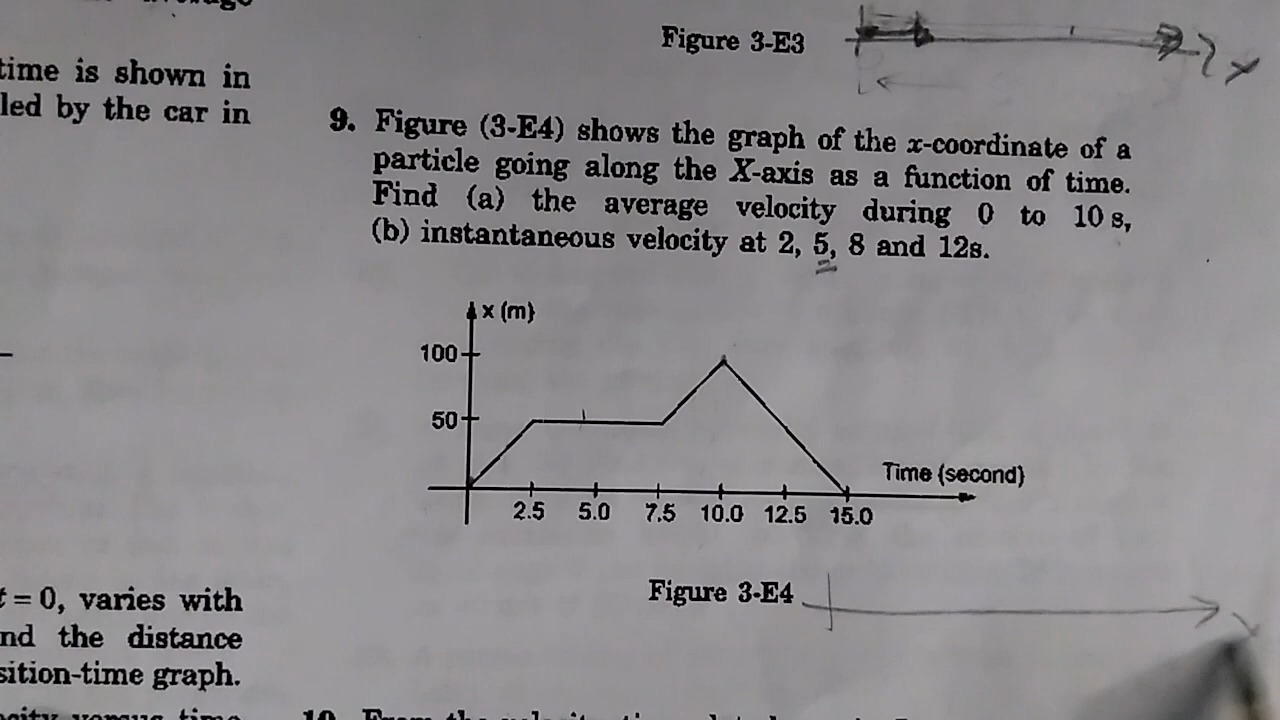 Figure 3-E3
x
time is shown in
led by the car in
9. Figure (3-E4) shows the graph of the x-coordinate of a
particle going along the X-axis as a function of time.
Find (a) the average velocity during 0 to 10 s,
(b) instantaneous velocity at 2, 5, 8 and 12s.
x (m)
100
50
Time (second)
2.5 5.0 7.5 10.0 12.5 15.0
Figure 3-E4
t = 0, varies with
nd the distance
sition-time graph.
10. From the